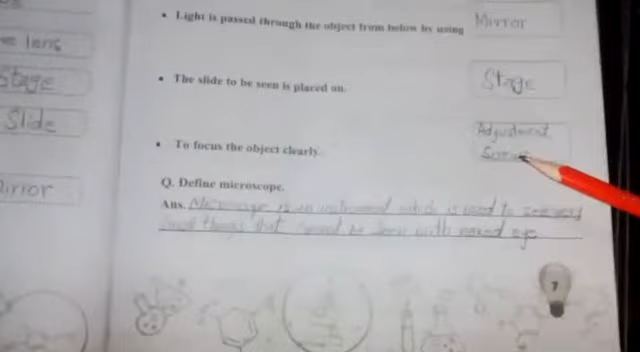 • Light is passed through the object from below by using
Mirror
e lens
Stage
• The slide to be seen is placed on.
Stage
Slide
• To focus the object clearly.
Adjustment
Screw
Mirror
Q. Define microscope.
Ans. Microscope is an instrument which is used to see very
small things that cannot be seen with naked eye.
7